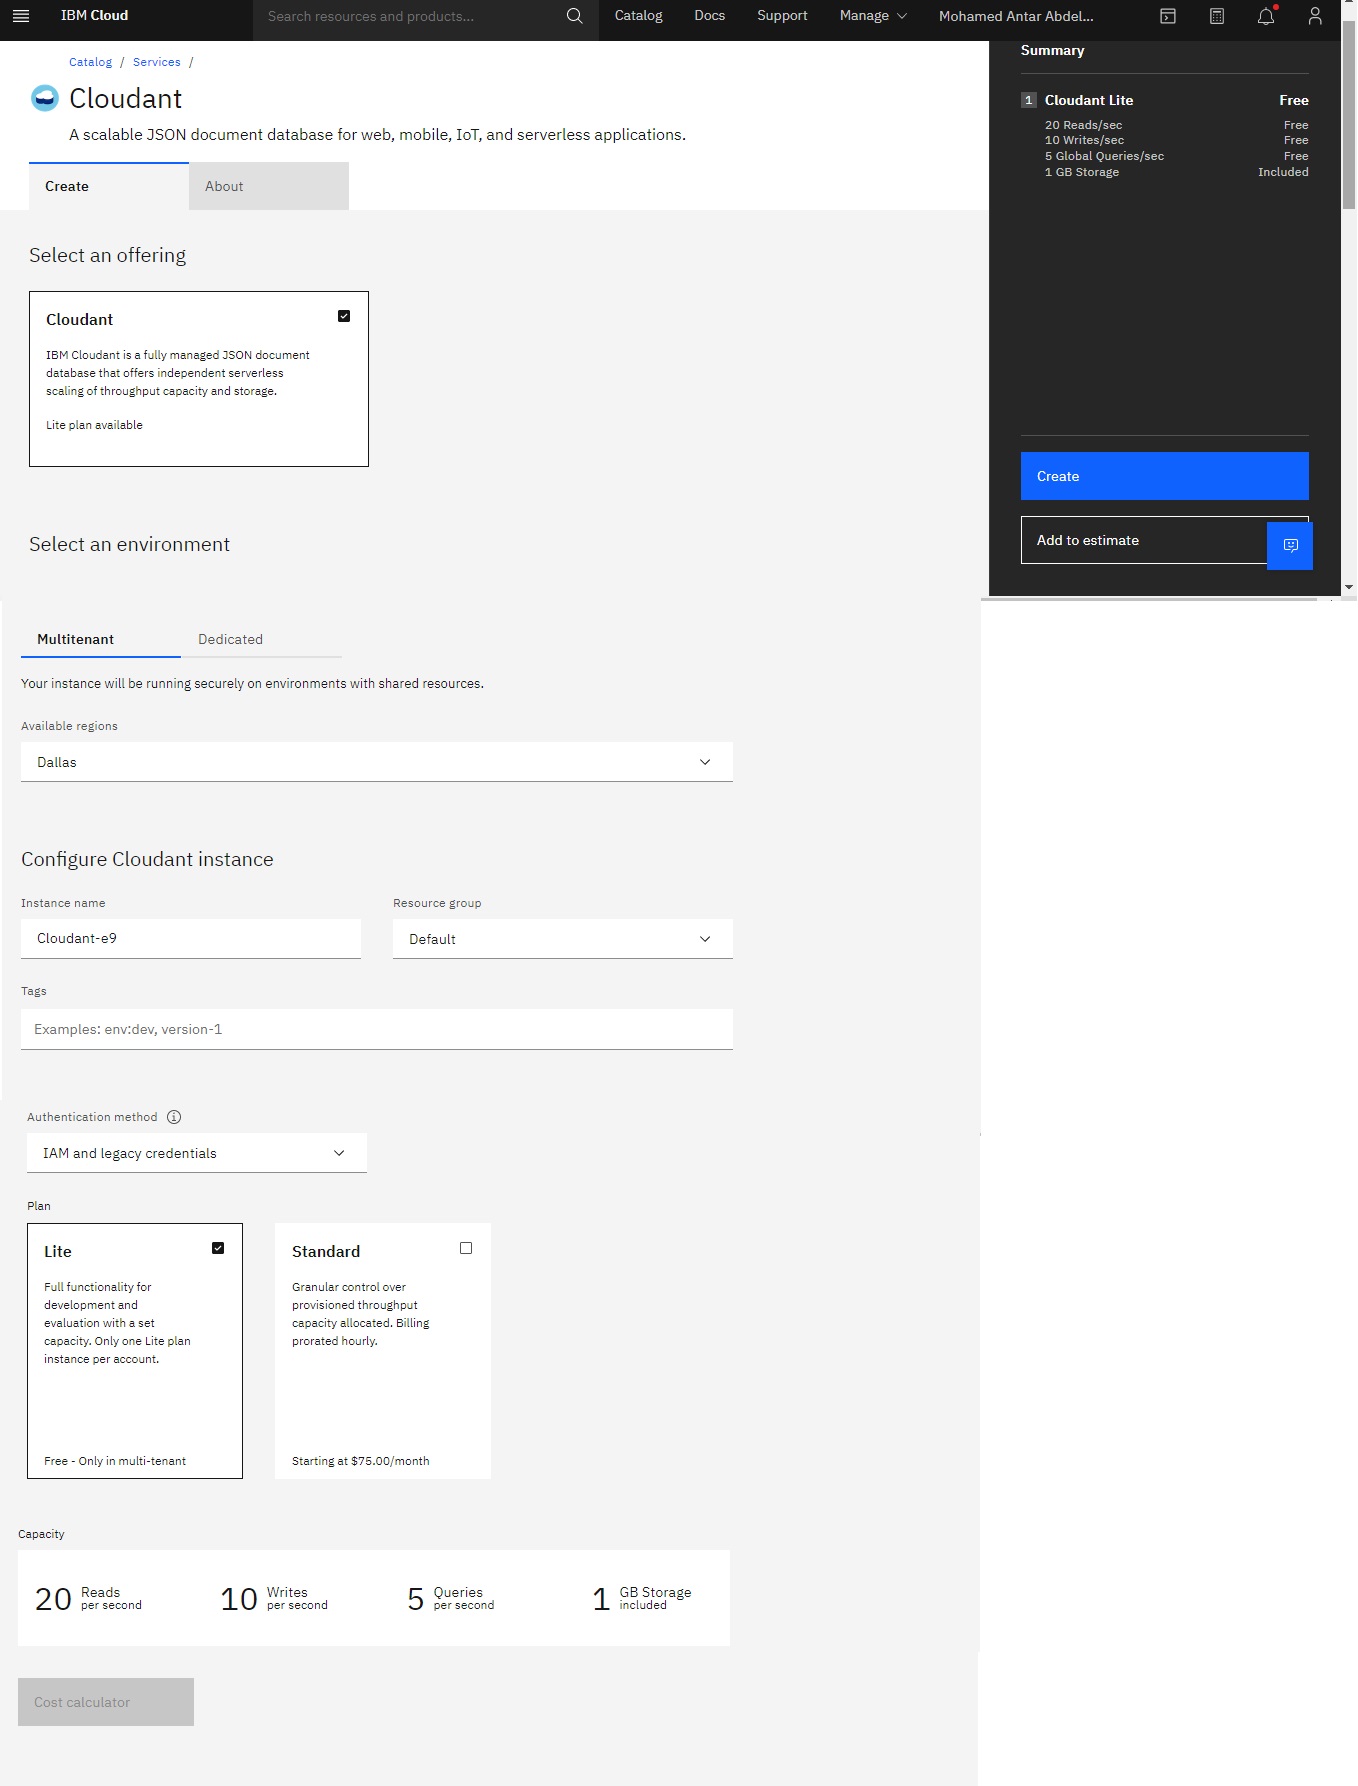 IBM Cloud
Search resources and products...
Catalog
Docs
Support
Manage
Mohamed Antar Abdel...
Catalog / Services /
Cloudant
A scalable JSON document database for web, mobile, IoT, and serverless applications.
Create
About
Select an offering
Cloudant
IBM Cloudant is a fully managed JSON document
database that offers independent serverless
scaling of throughput capacity and storage.
Lite plan available
Select an environment
Summary
1 Cloudant Lite Free
20 Reads/sec Free
10 Writes/sec Free
5 Global Queries/sec Free
1 GB Storage Included
Create
Add to estimate
Multitenant
Dedicated
Your instance will be running securely on environments with shared resources.
Available regions
Dallas
Configure Cloudant instance
Instance name
Cloudant-e9
Resource group
Default
Tags
Examples: env:dev, version-1
Authentication method
IAM and legacy credentials
Plan
Lite
Full functionality for
development and
evaluation with a set
capacity. Only one Lite plan
instance per account.
Free - Only in multi-tenant
Standard
Granular control over
provisioned throughput
capacity allocated. Billing
prorated hourly.
Starting at $75.00/month
Capacity
20 Reads per second
10 Writes per second
5 Queries per second
1 GB Storage included
Cost calculator